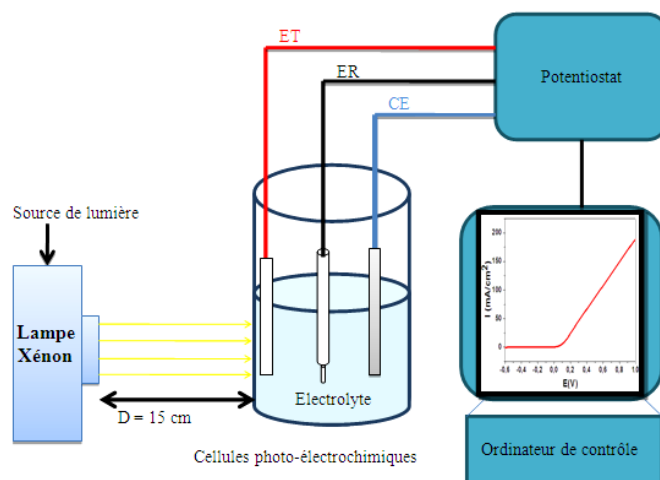 ET
ER
CE
Potentiostat
Source de lumière
Lampe
Xénon
D = 15 cm
Electrolyte
Cellules photo-électrochimiques
I (mA/cm²)
200
150
100
50
0
-0,6 -0,4 -0,2 0,0 0,2 0,4 0,6 0,8 1,0
E(V)
Ordinateur de contrôle